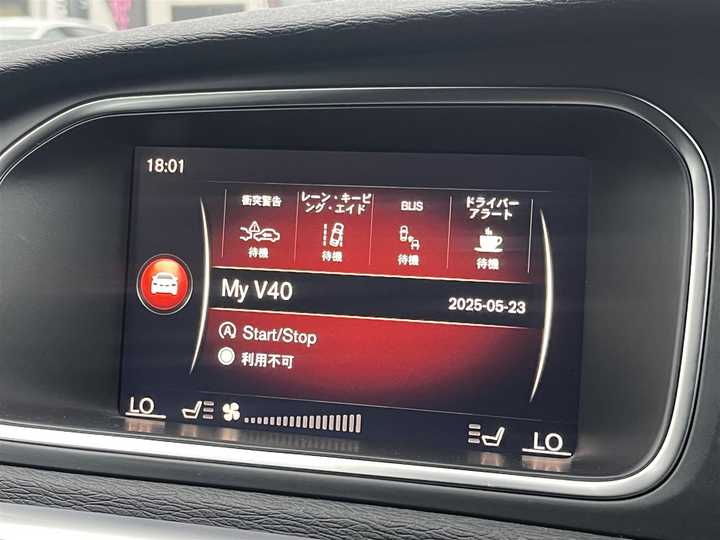 18:01
衝突警告
レーン・キーピ
ング・エイド
BLIS
ドライバー
アラート
待機
待機
待機
待機
My V40
2025-05-23
A Start/Stop
利用不可
LO
LO